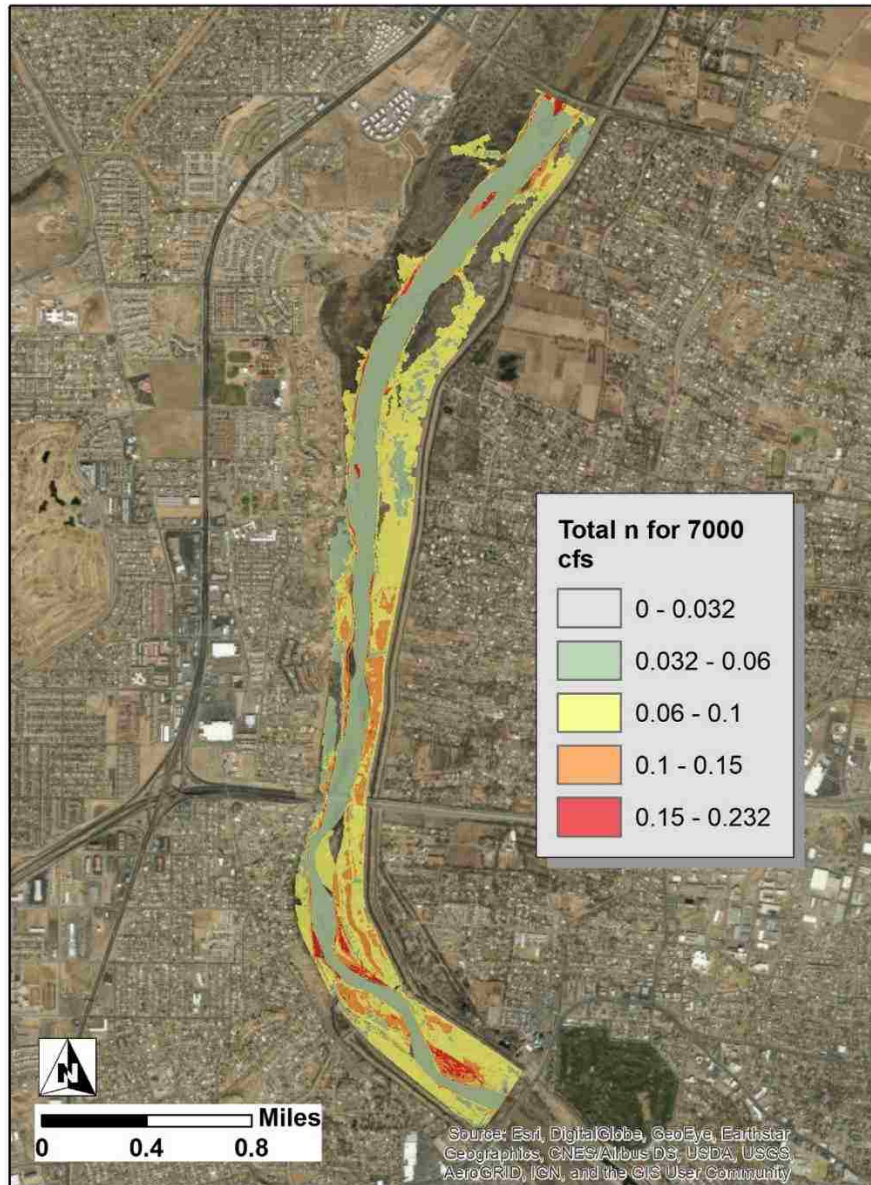 Total n for 7000
cfs
0 - 0.032
0.032 - 0.06
0.06 - 0.1
0.1 - 0.15
0.15 - 0.232
N
Miles
0 0.4 0.8
Source: Esri, DigitalGlobe, GeoEye, Earthstar
Geographics, CNES/Airbus DS, USDA, USGS,
AeroGRID, IGN, and the GIS User Community